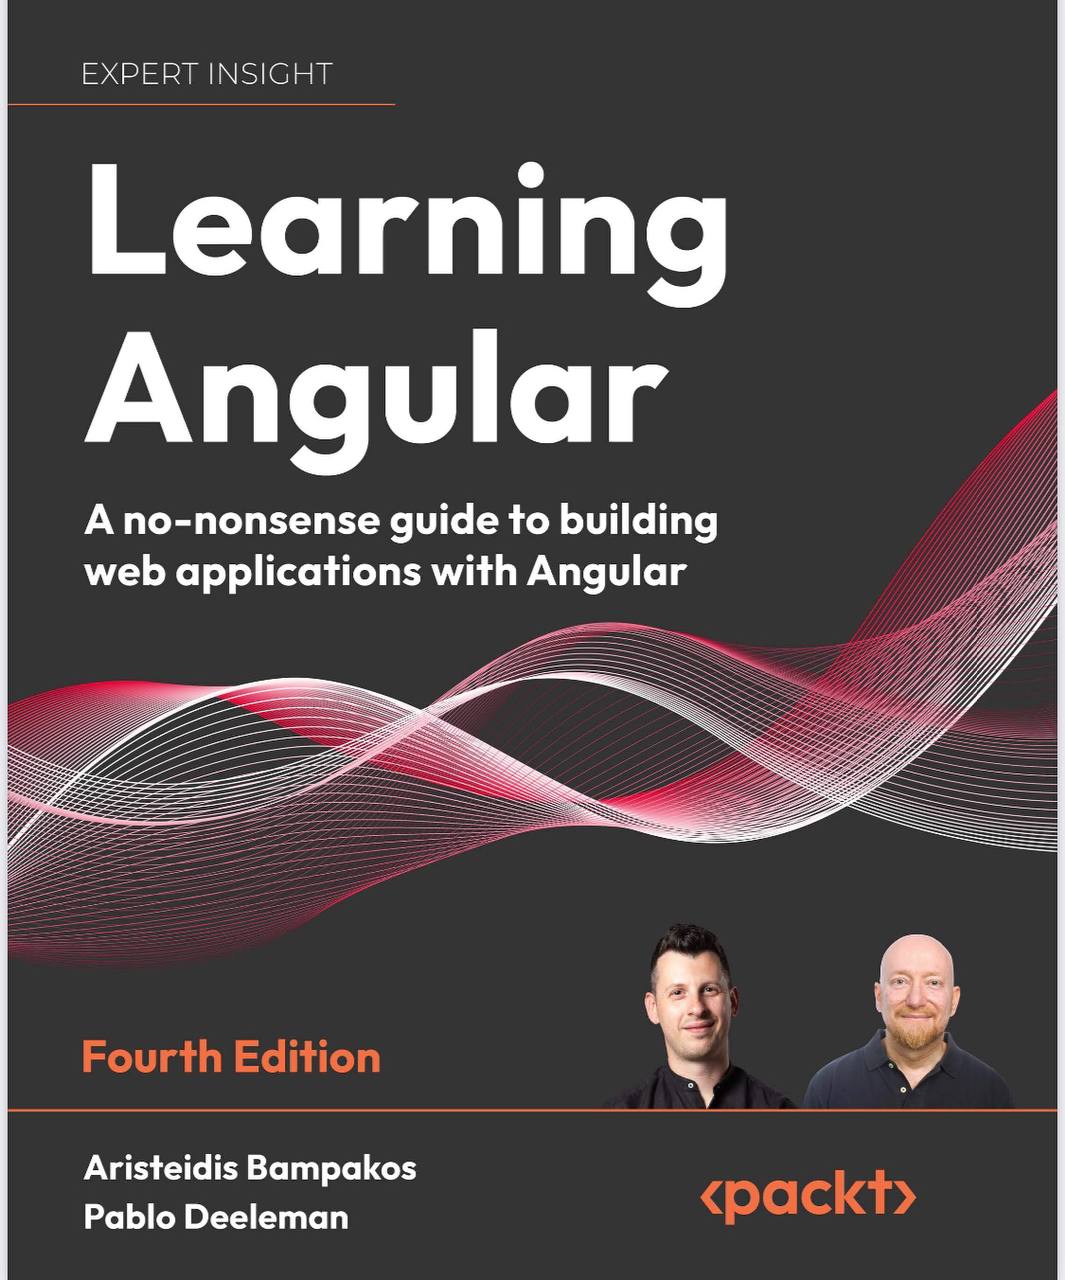 EXPERT INSIGHT
Learning
Angular
A no-nonsense guide to building
web applications with Angular
Fourth Edition
Aristeidis Bampakos
Pablo Deeleman
<packt>